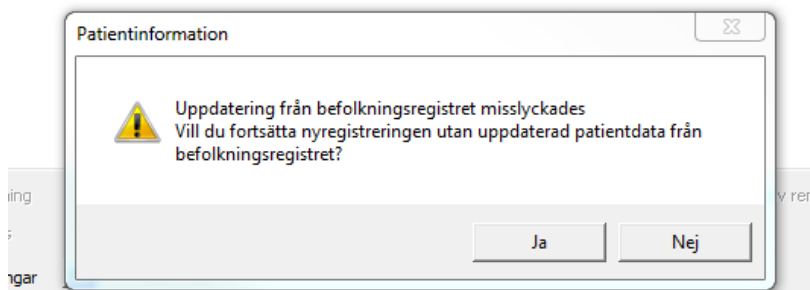 Patientinformation
Uppdatering från befolkningsregistret misslyckades
Vill du fortsätta nyregistreringen utan uppdaterad patientdata från
befolkningsregistret?
Ja
Nej